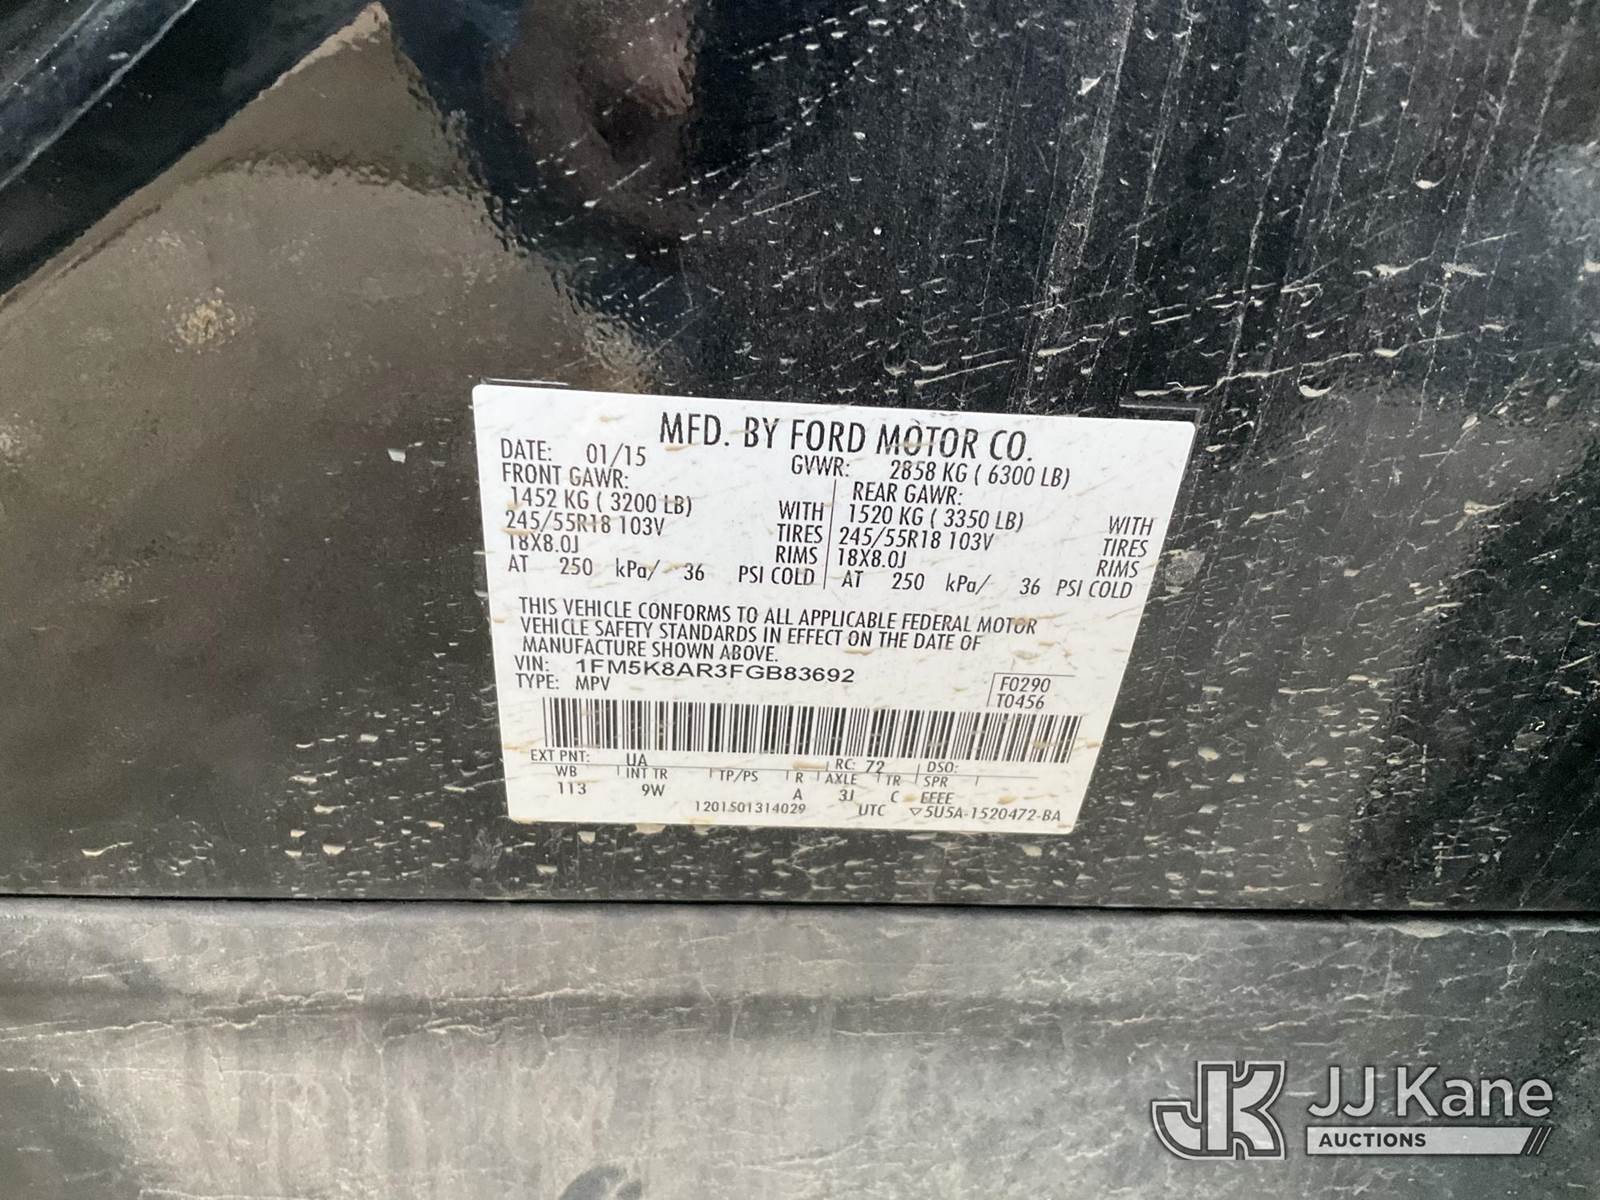 MFD. BY FORD MOTOR CO.
DATE: 01/15 GVWR: 2858 KG ( 6300 LB)
FRONT GAWR: REAR GAWR:
1452 KG ( 3200 LB) WITH 1520 KG ( 3350 LB) WITH
245/55R18 103V TIRES 245/55R18 103V TIRES
18X8.0J RIMS 18X8.0J RIMS
AT 250 kPa/ 36 PSI COLD AT 250 kPa/ 36 PSI COLD
THIS VEHICLE CONFORMS TO ALL APPLICABLE FEDERAL MOTOR
VEHICLE SAFETY STANDARDS IN EFFECT ON THE DATE OF
MANUFACTURE SHOWN ABOVE.
VIN: 1FM5K8AR3FGB83692
TYPE: MPV
F0290
T0456
EXT PNT: UA RC: 72 DSO:
WB INT TR TP/PS R AXLE TR SPR
113 9W A 3J C EEEE
1201501314029 UTC ▽5U5A-1520472-BA
JK JJ Kane
AUCTIONS